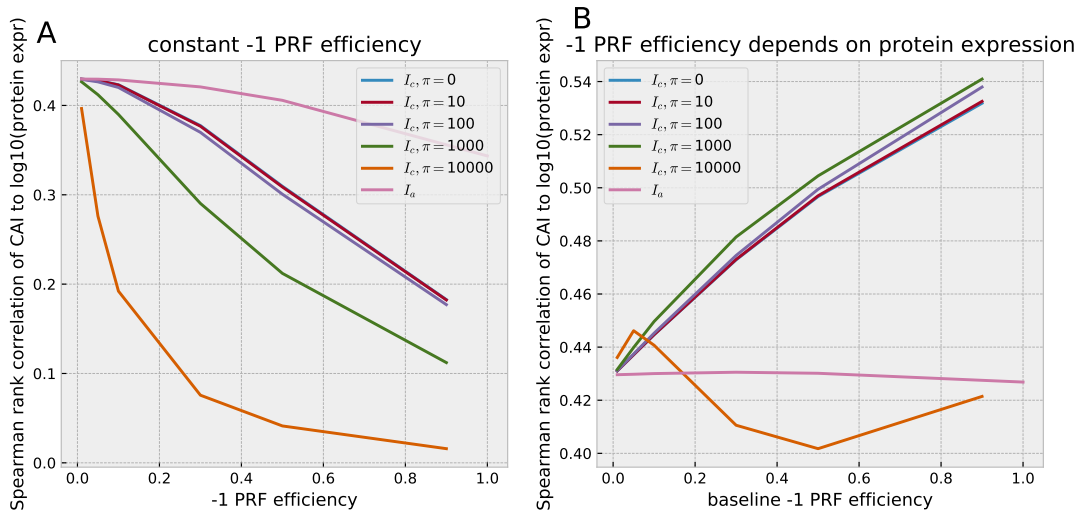 A
constant -1 PRF efficiency
Spearman rank correlation of CAI to log10(protein expr)
0.4
0.3
0.2
0.1
0.0
0.0 0.2 0.4 0.6 0.8 1.0
-1 PRF efficiency
I_c, π = 0
I_c, π = 10
I_c, π = 100
I_c, π = 1000
I_c, π = 10000
I_a
B
-1 PRF efficiency depends on protein expression
Spearman rank correlation of CAI to log10(protein expr)
0.54
0.52
0.50
0.48
0.46
0.44
0.42
0.40
0.0 0.2 0.4 0.6 0.8 1.0
baseline -1 PRF efficiency
I_c, π = 0
I_c, π = 10
I_c, π = 100
I_c, π = 1000
I_c, π = 10000
I_a